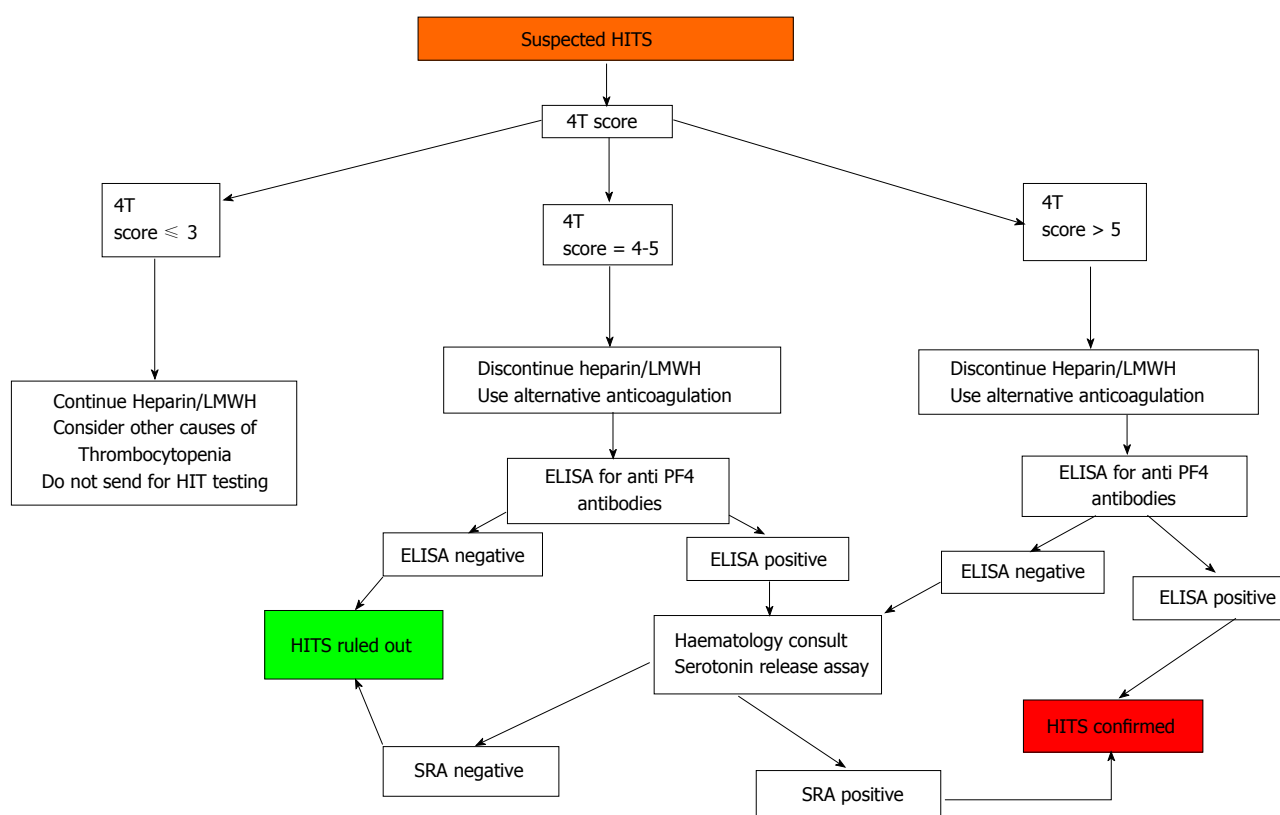 Suspected HITS
4T score
4T
score ⩽ 3
4T
score = 4-5
4T
score > 5
Continue Heparin/LMWH
Consider other causes of
Thrombocytopenia
Do not send for HIT testing
Discontinue heparin/LMWH
Use alternative anticoagulation
Discontinue Heparin/LMWH
Use alternative anticoagulation
ELISA for anti PF4
antibodies
ELISA for anti PF4
antibodies
ELISA negative
ELISA positive
ELISA negative
ELISA positive
HITS ruled out
Haematology consult
Serotonin release assay
HITS confirmed
SRA negative
SRA positive